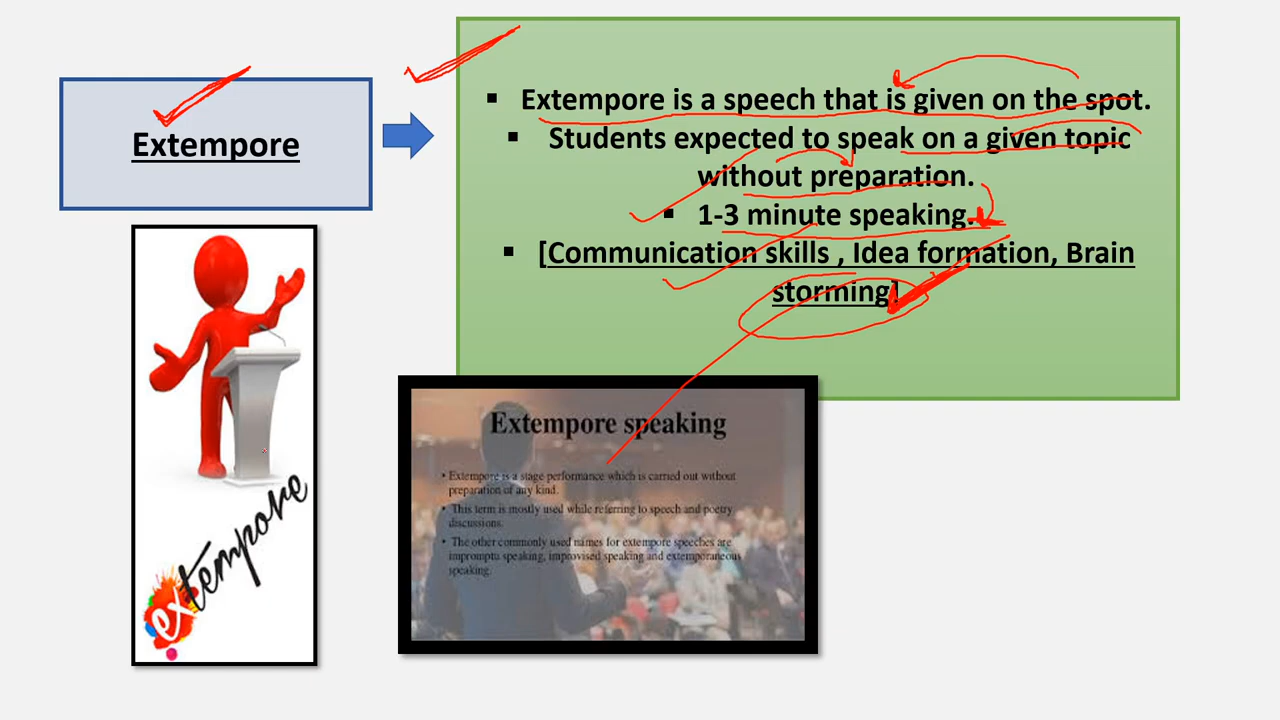 Extempore
▪ Extempore is a speech that is given on the spot.
▪ Students expected to speak on a given topic
without preparation.
▪ 1-3 minute speaking.
▪ [Communication skills , Idea formation, Brain
storming]
extempore
Extempore speaking
• Extempore is a stage performance which is carried out without
preparation of any kind.
• This term is mostly used while referring to speech and poetry
discussions.
• The other commonly used names for extempore speeches are
impromptu speaking, improvised speaking and extemporaneous
speaking.